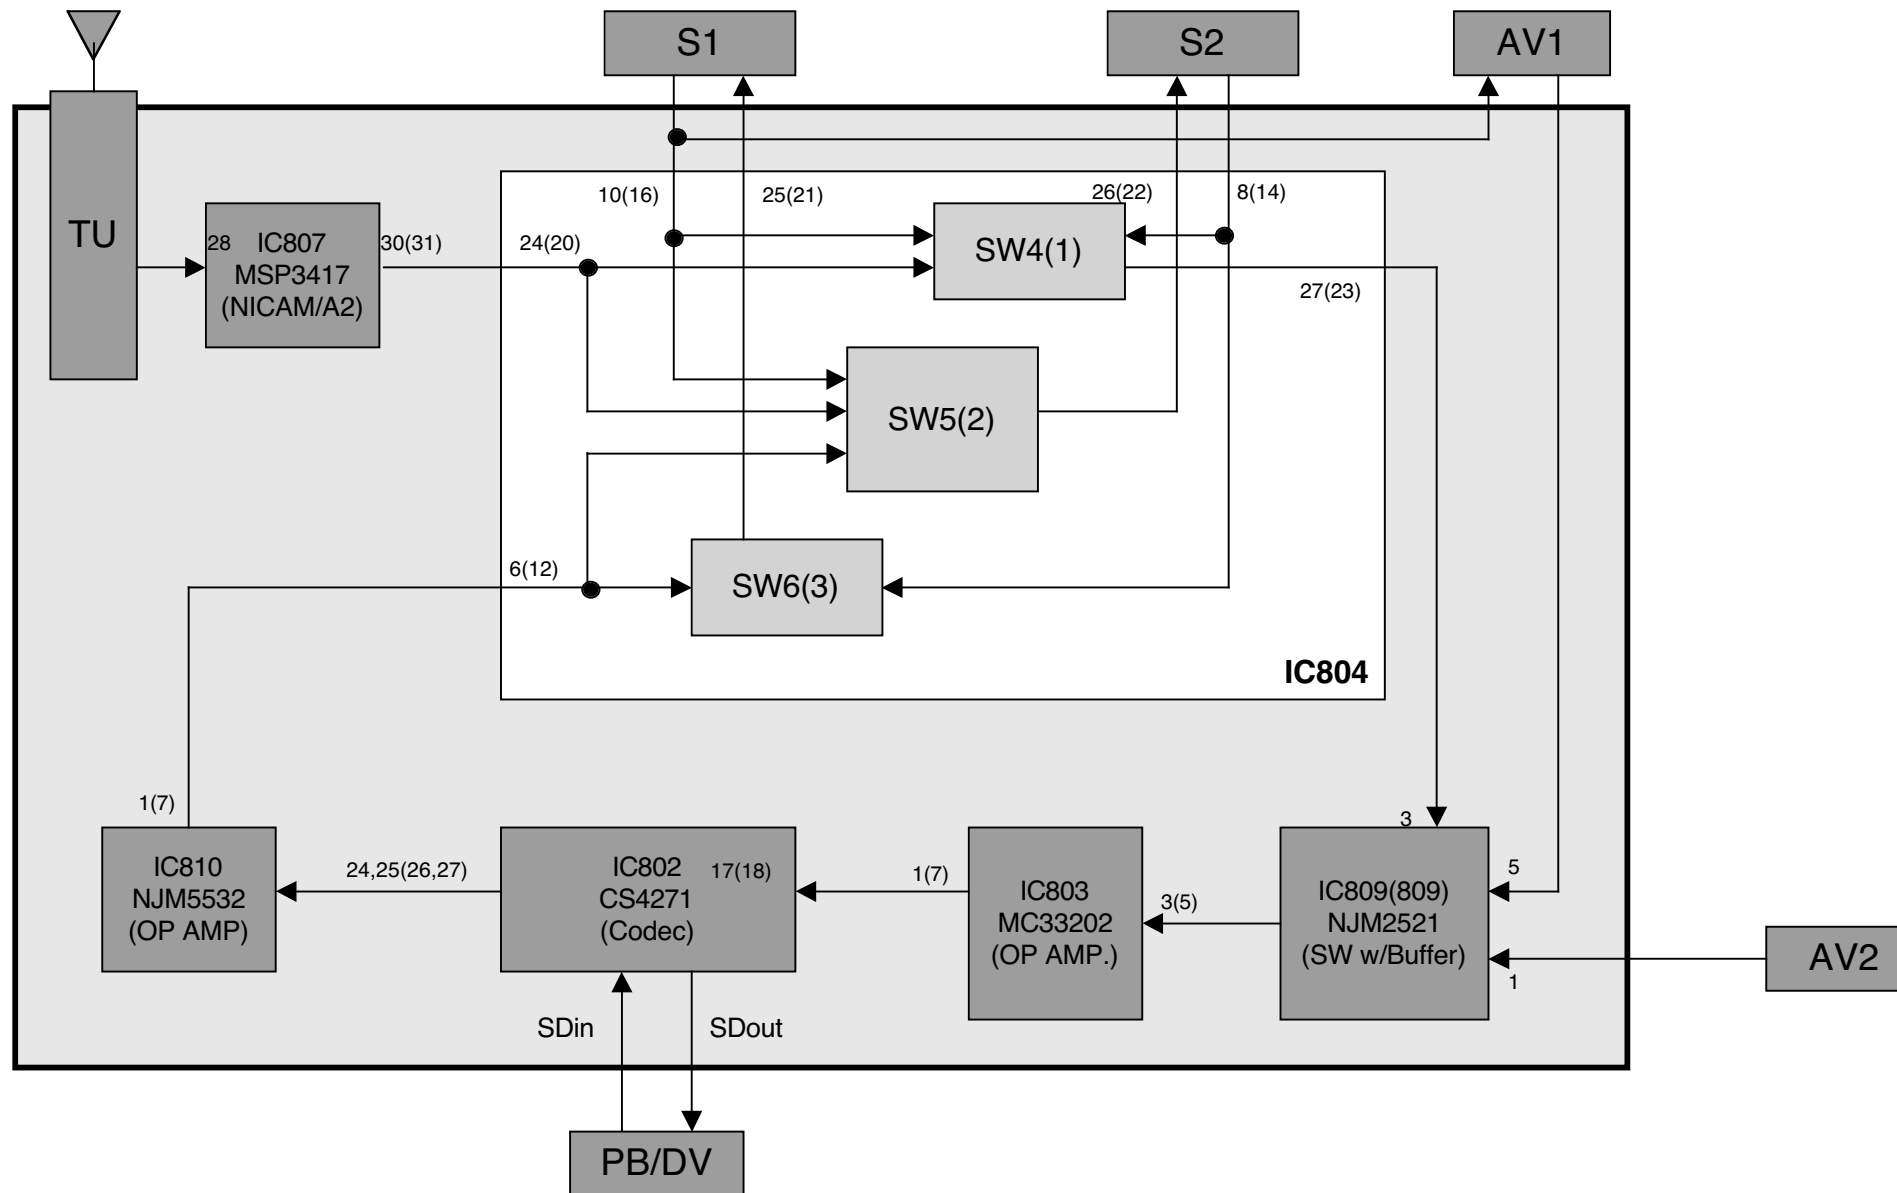 S1
S2
AV1
TU
10(16)
25(21)
26(22)
8(14)
28
IC807
MSP3417
(NICAM/A2)
30(31)
24(20)
SW4(1)
27(23)
SW5(2)
6(12)
SW6(3)
IC804
1(7)
IC810
NJM5532
(OP AMP)
24,25(26,27)
IC802
CS4271
(Codec)
17(18)
1(7)
IC803
MC33202
(OP AMP.)
3(5)
3
IC809(809)
NJM2521
(SW w/Buffer)
5
1
AV2
SDin
SDout
PB/DV